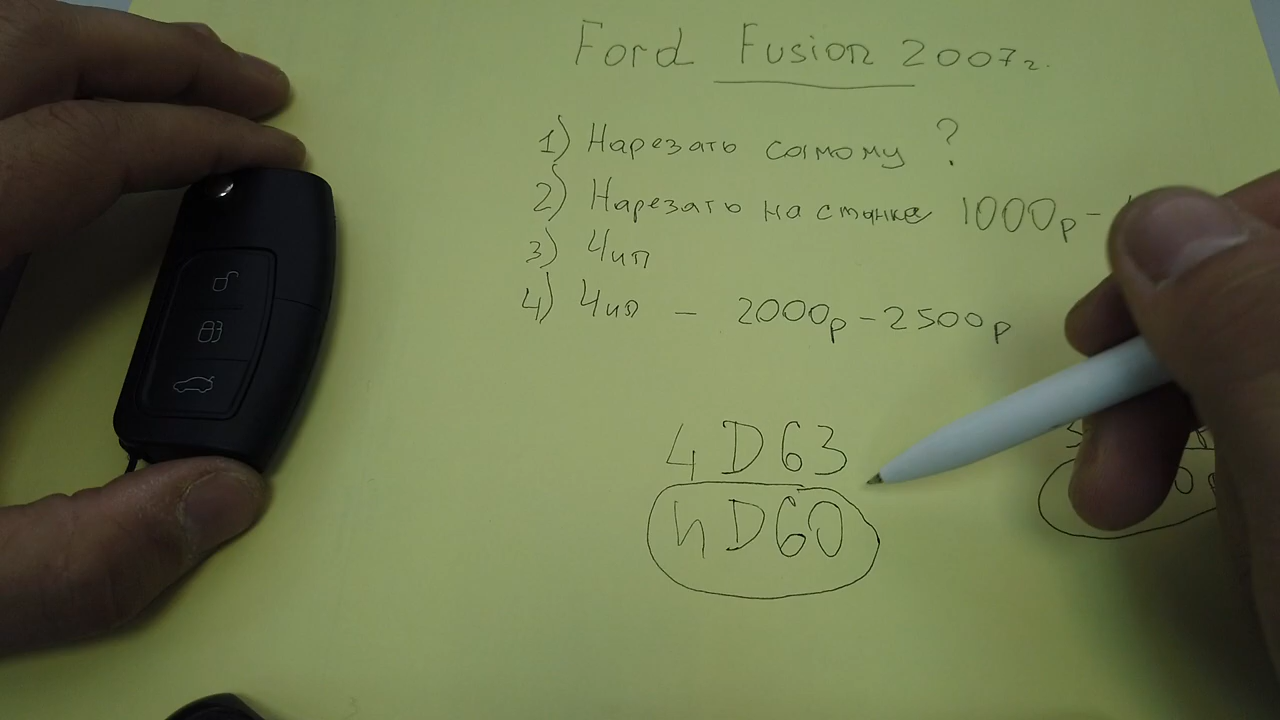 Ford Fusion 2007г.
1) Нарезать самому ?
2) Нарезать на станке 1000р-
3) Чип
4) Чип - 2000р-2500р
4D63
4D60